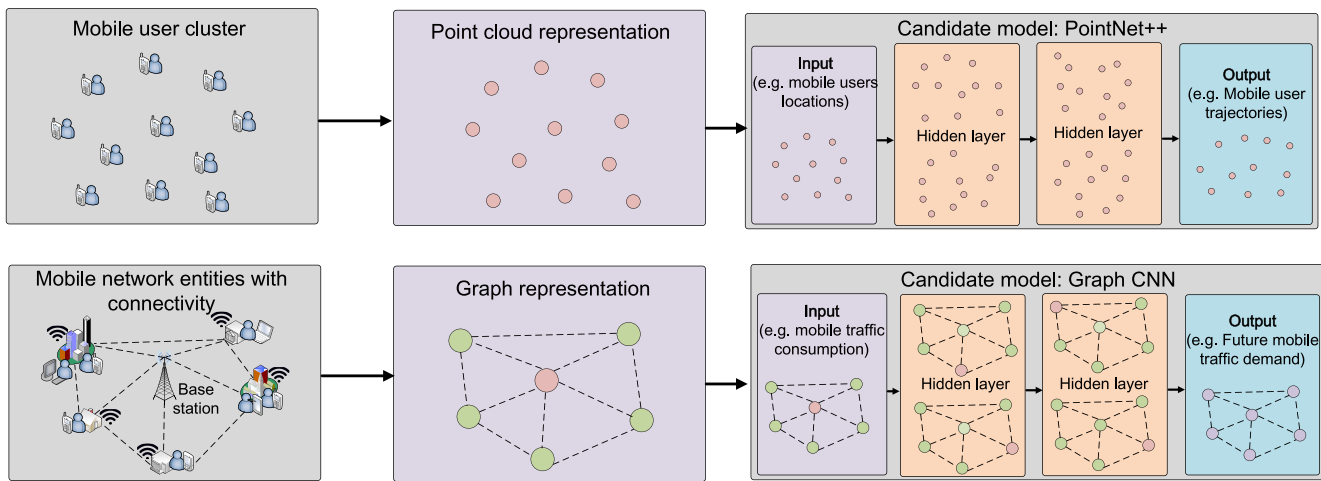 Mobile user cluster
Point cloud representation
Candidate model: PointNet++
Input
(e.g. mobile users
locations)
Hidden layer
Hidden layer
Output
(e.g. Mobile user
trajectories)
Mobile network entities with
connectivity
Base
station
Graph representation
Candidate model: Graph CNN
Input
(e.g. mobile traffic
consumption)
Hidden layer
Hidden layer
Output
(e.g. Future mobile
traffic demand)